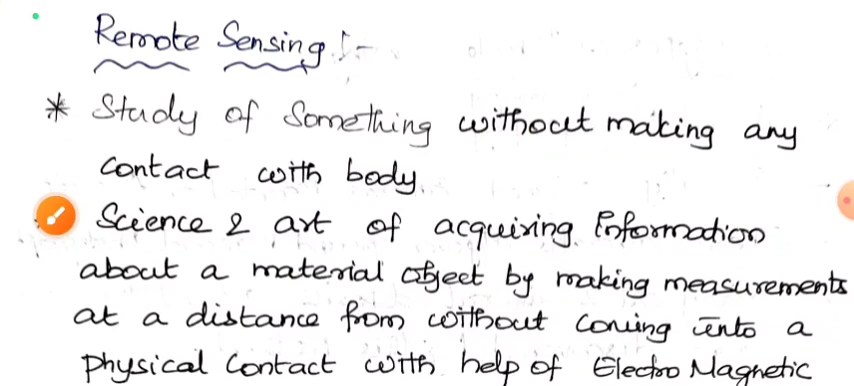 Remote Sensing :-
* Study of Something without making any
contact with body.
Science & art of acquiring Information
about a material object by making measurements
at a distance from without coming into a
physical contact with help of Electro Magnetic